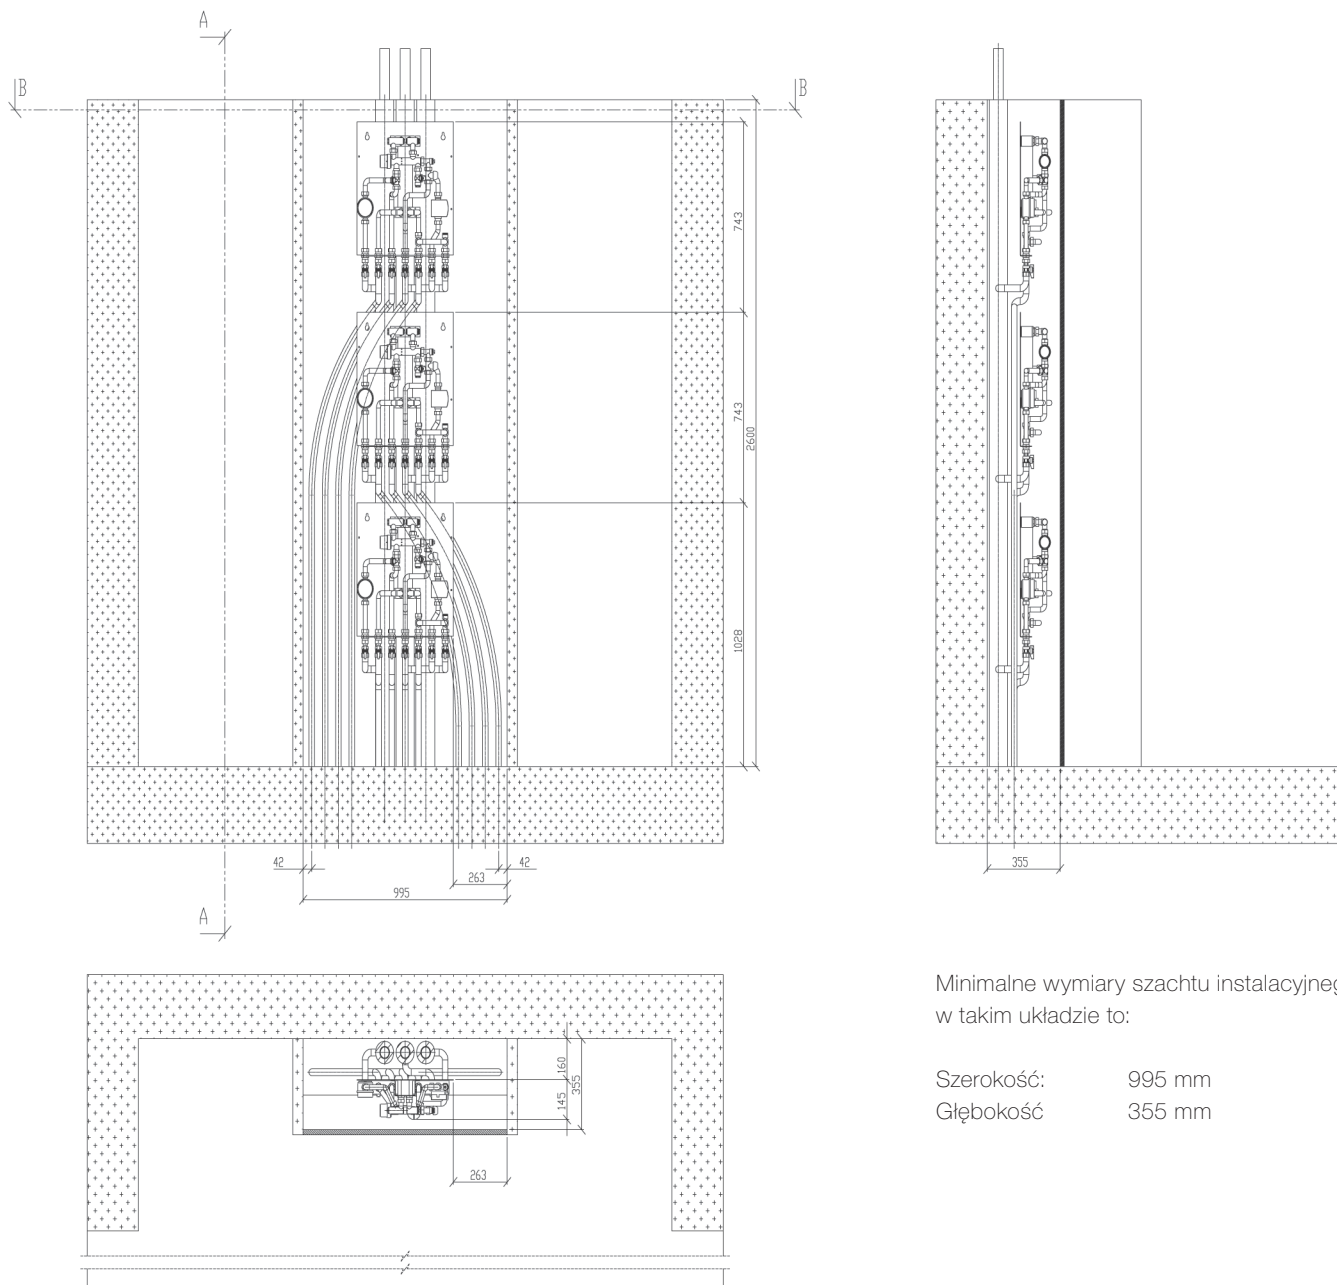 A
B
B
743
743
2600
1028
42
42
263
995
355
A
160
355
145
263
Minimalne wymiary szachtu instalacyjneg
w takim układzie to:
Szerokość: 995 mm
Głębokość 355 mm